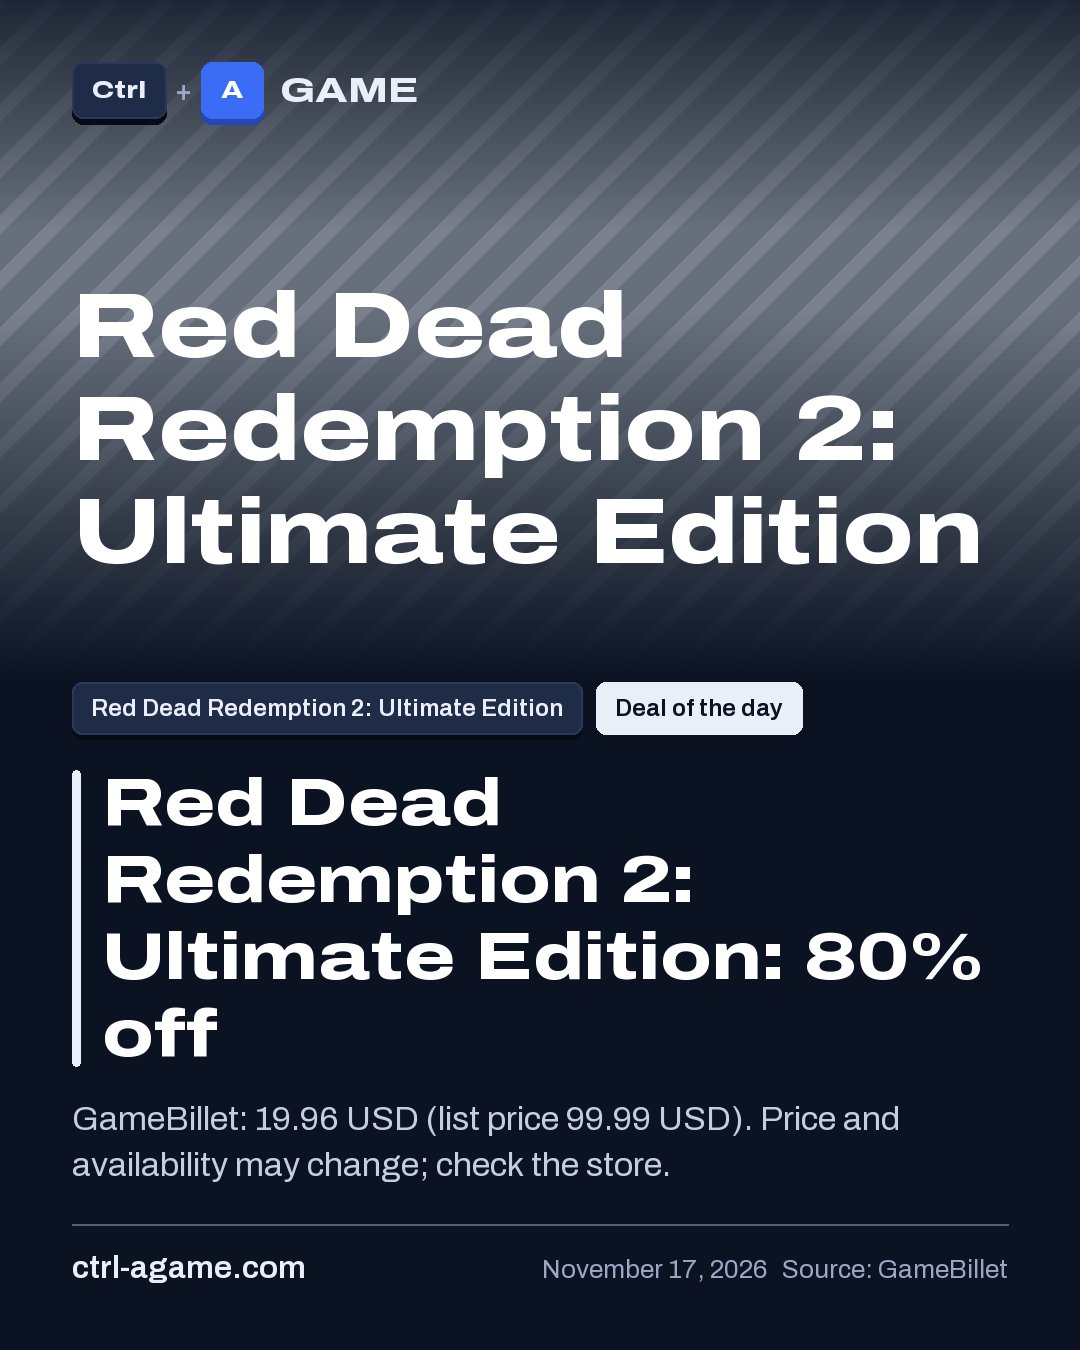 Ctrl + A GAME
Red Dead
Redemption 2:
Ultimate Edition
Red Dead Redemption 2: Ultimate Edition Deal of the day
Red Dead
Redemption 2:
Ultimate Edition: 80%
off
GameBillet: 19.96 USD (list price 99.99 USD). Price and
availability may change; check the store.
ctrl-agame.com November 17, 2026 Source: GameBillet